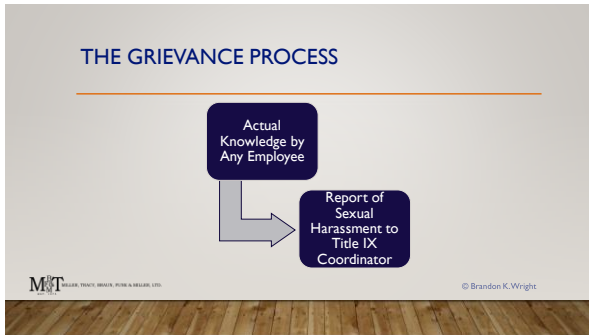 THE GRIEVANCE PROCESS
Actual
Knowledge by
Any Employee
Report of
Sexual
Harassment to
Title IX
Coordinator
MILLER, TRACY, BRAUN, FUNK & MILLER, LTD.
© Brandon K. Wright